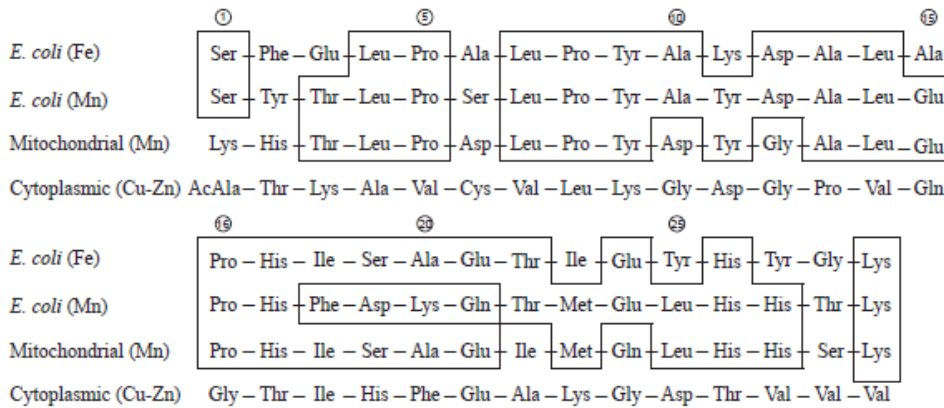 ① ⑤ ⑩ ⑮
E. coli (Fe) Ser – Phe – Glu – Leu – Pro – Ala – Leu – Pro – Tyr – Ala – Lys – Asp – Ala – Leu – Ala
E. coli (Mn) Ser – Tyr – Thr – Leu – Pro – Ser – Leu – Pro – Tyr – Ala – Tyr – Asp – Ala – Leu – Glu
Mitochondrial (Mn) Lys – His – Thr – Leu – Pro – Asp – Leu – Pro – Tyr – Asp – Tyr – Gly – Ala – Leu – Glu
Cytoplasmic (Cu-Zn) AcAla – Thr – Lys – Ala – Val – Cys – Val – Leu – Lys – Gly – Asp – Gly – Pro – Val – Gln
⑯ ⑳ ㉕
E. coli (Fe) Pro – His – Ile – Ser – Ala – Glu – Thr – Ile – Glu – Tyr – His – Tyr – Gly – Lys
E. coli (Mn) Pro – His – Phe – Asp – Lys – Gln – Thr – Met – Glu – Leu – His – His – Thr – Lys
Mitochondrial (Mn) Pro – His – Ile – Ser – Ala – Glu – Ile – Met – Gln – Leu – His – His – Ser – Lys
Cytoplasmic (Cu-Zn) Gly – Thr – Ile – His – Phe – Glu – Ala – Lys – Gly – Asp – Thr – Val – Val – Val